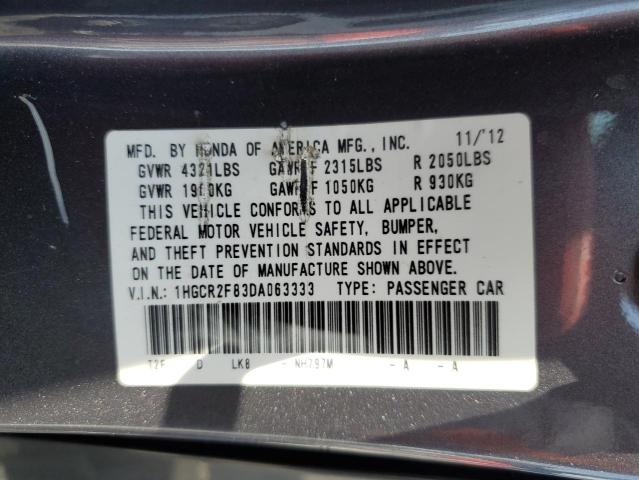 MFD. BY HONDA OF AMERICA MFG., INC. 11/'12
GVWR 4321LBS GAWR F 2315LBS R 2050LBS
GVWR 1960KG GAWR F 1050KG R 930KG
THIS VEHICLE CONFORMS TO ALL APPLICABLE
FEDERAL MOTOR VEHICLE SAFETY, BUMPER,
AND THEFT PREVENTION STANDARDS IN EFFECT
ON THE DATE OF MANUFACTURE SHOWN ABOVE.
V.I.N.: 1HGCR2F83DA063333 TYPE: PASSENGER CAR
T2F D LK8 - NH797M - A - A